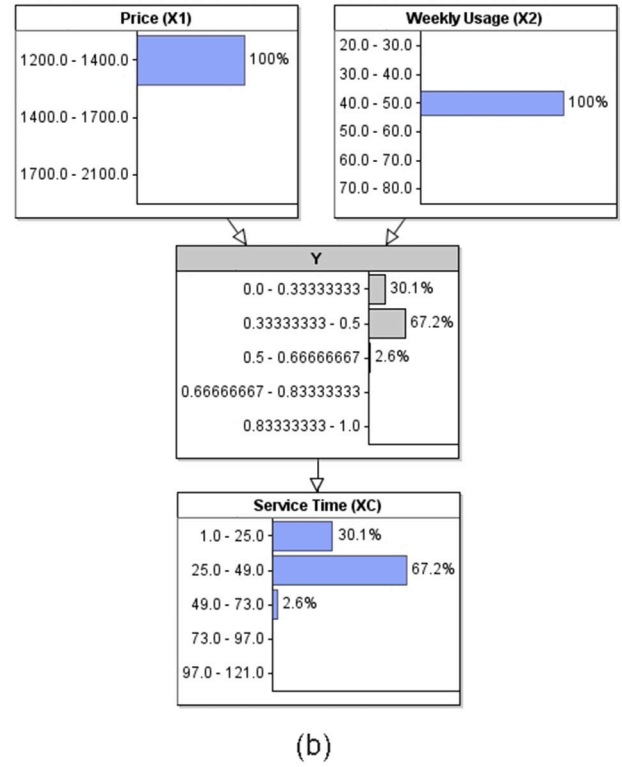 Price (X1)
1200.0 - 1400.0
100%
1400.0 - 1700.0
1700.0 - 2100.0
Weekly Usage (X2)
20.0 - 30.0
30.0 - 40.0
40.0 - 50.0
100%
50.0 - 60.0
60.0 - 70.0
70.0 - 80.0
Y
0.0 - 0.33333333
30.1%
0.33333333 - 0.5
67.2%
0.5 - 0.66666667
2.6%
0.66666667 - 0.83333333
0.83333333 - 1.0
Service Time (XC)
1.0 - 25.0
30.1%
25.0 - 49.0
67.2%
49.0 - 73.0
2.6%
73.0 - 97.0
97.0 - 121.0
(b)